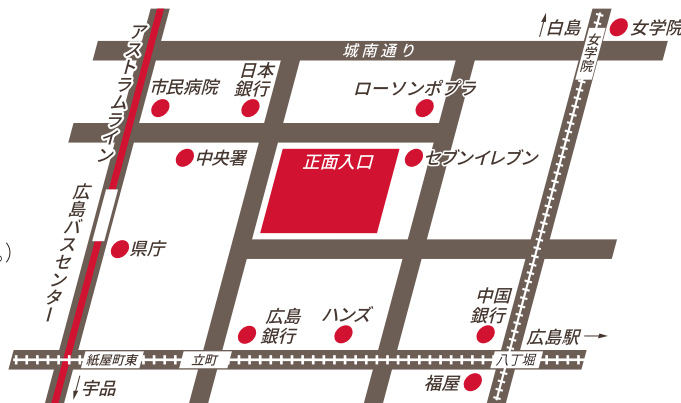 白島
女学院
女学院
城南通り
アストラムライン
市民病院
日本
銀行
ローソンポプラ
中央署
正面入口
セブンイレブン
広島バスセンター
。)
県庁
広島
銀行
ハンズ
中国
銀行
広島駅
紙屋町東
立町
八丁堀
宇品
福屋